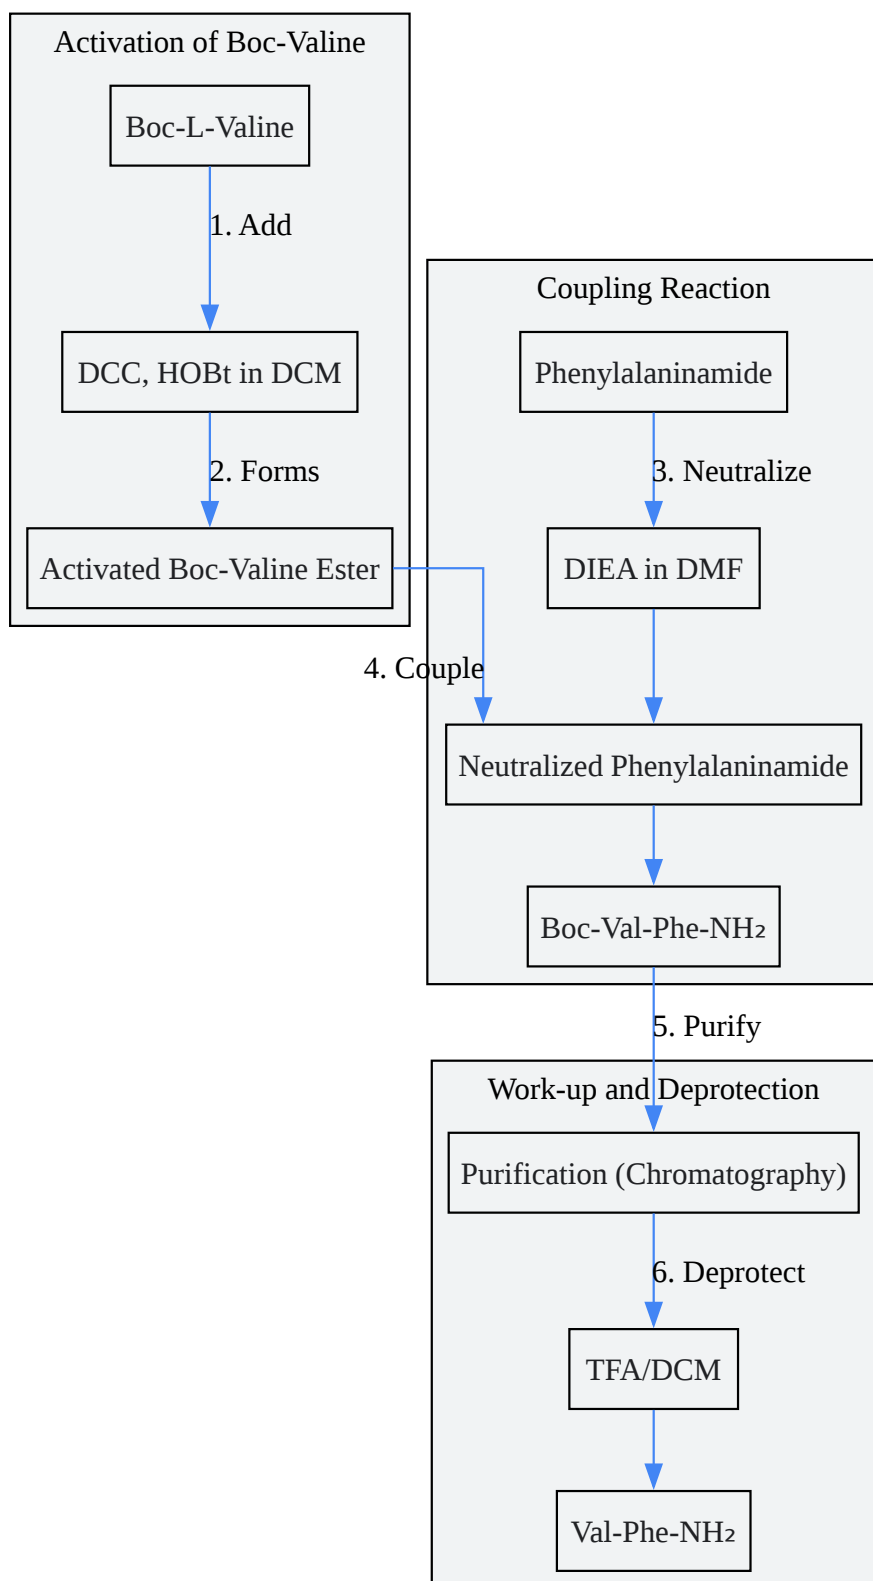 Activation of Boc-Valine
Boc-L-Valine
1. Add
DCC, HOBt in DCM
2. Forms
Activated Boc-Valine Ester
Coupling Reaction
Phenylalaninamide
3. Neutralize
DIEA in DMF
4. Couple
Neutralized Phenylalaninamide
Boc-Val-Phe-NH₂
5. Purify
Work-up and Deprotection
Purification (Chromatography)
6. Deprotect
TFA/DCM
Val-Phe-NH₂